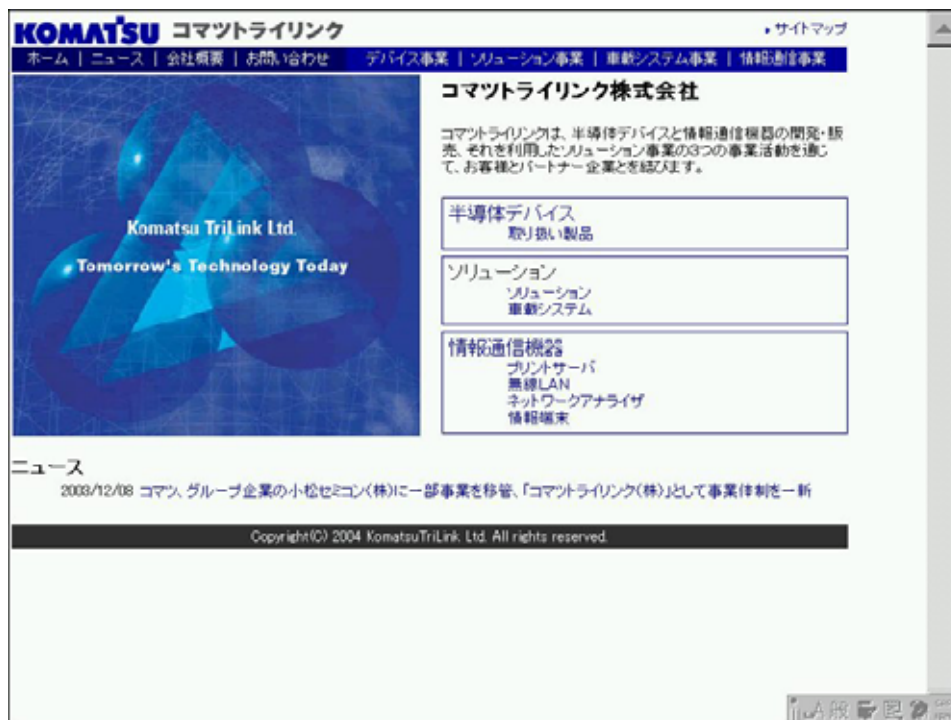 KOMATSU コマツトライリンク
サイトマップ
ホーム | ニュース | 会社概要 | お問い合わせ デバイス事業 | ソリューション事業 | 車載システム事業 | 情報通信事業
コマツトライリンク株式会社
コマツトライリンクは、半導体デバイスと情報通信機器の開発・販
売、それを利用したソリューション事業の3つの事業活動を通じ
て、お客様とパートナー企業とを結びます。
Komatsu TriLink Ltd.
Tomorrow's Technology Today
半導体デバイス
取り扱い製品
ソリューション
ソリューション
車載システム
情報通信機器
プリントサーバ
無線LAN
ネットワークアナライザ
情報端末
ニュース
2003/12/08 コマツ、グループ企業の小松セミコン(株)に一部事業を移管、「コマツトライリンク(株)」として事業体制を一新
Copyright(C) 2004 KomatsuTriLink Ltd. All rights reserved.
A 般